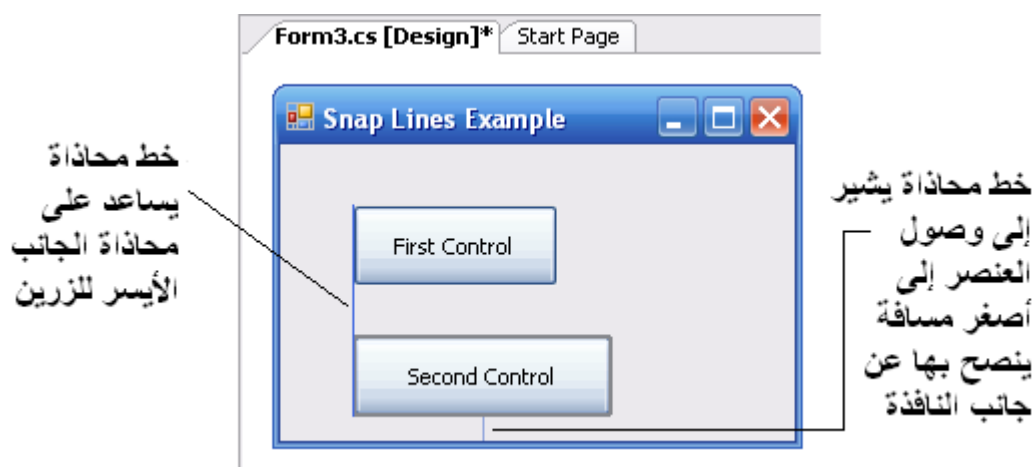 Form3.cs [Design]* Start Page
Snap Lines Example
خط محاذاة
يساعد على
محاذاة الجانب
الأيسر للزرين
First Control
Second Control
خط محاذاة يشير
إلى وصول
العنصر إلى
أصغر مسافة
ينصح بها عن
جانب النافذة